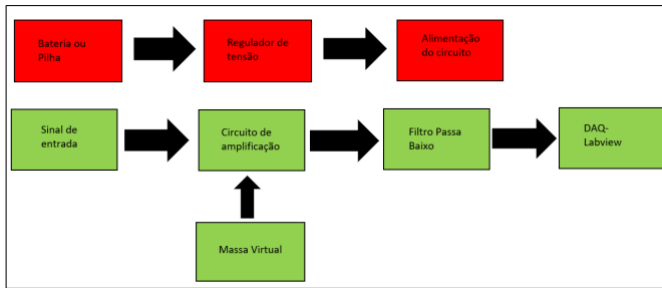 Bateria ou
Pilha
Regulador de
tensão
Alimentação
do circuito
Sinal de
entrada
Circuito de
amplificação
Filtro Passa
Baixo
DAQ-
Labview
Massa Virtual